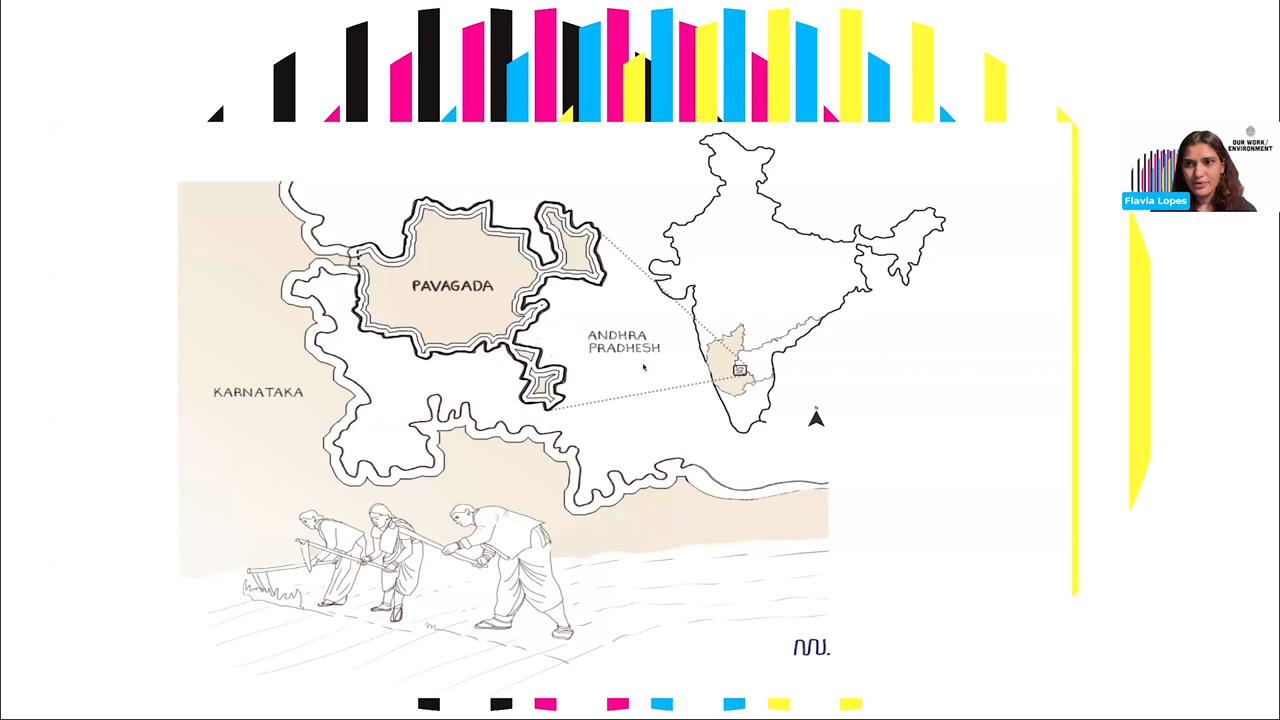 OUR WORK/
ENVIRONMENT
Flavia Lopes
PAVAGADA
ANDHRA
PRADHESH
KARNATAKA
N